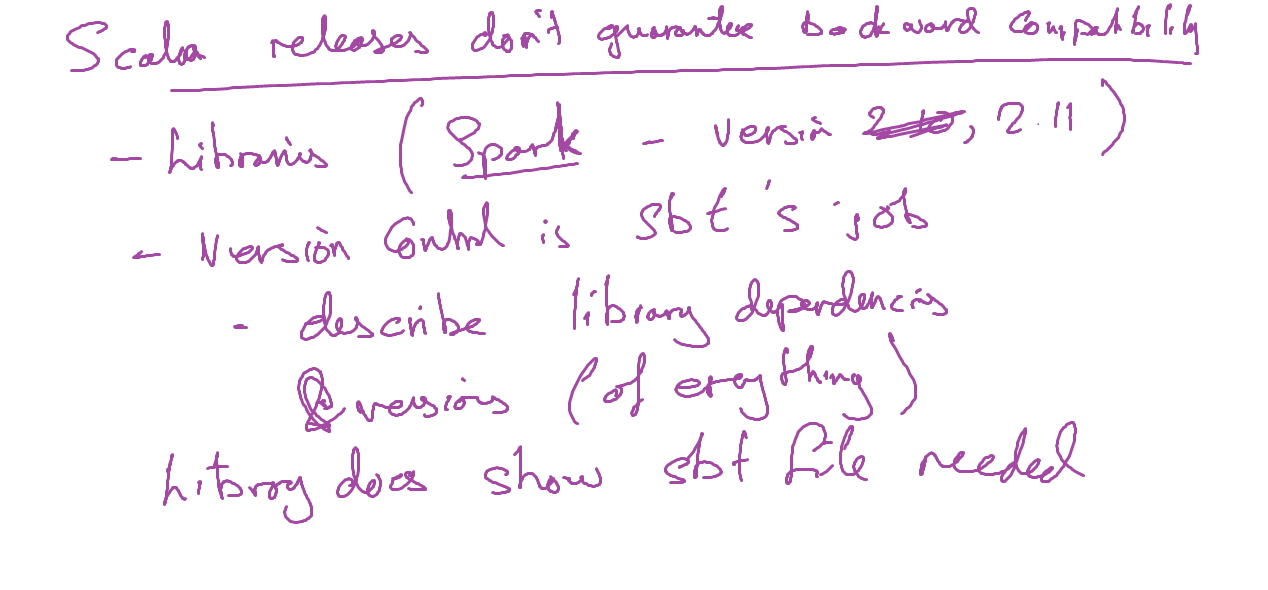 Scala releases don't guarantee backward compatibility
- Libraries (Spark - version 2.10, 2.11)
- Version Control is sbt's job
- describe library dependencies
& versions (of everything)
Library docs show sbt file needed